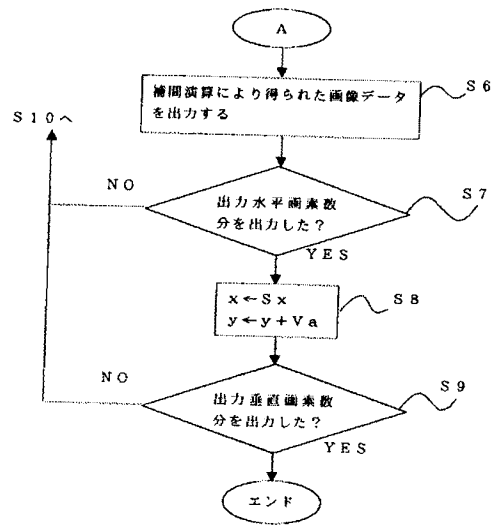 A
補間演算により得られた画像データ
を出力する
S6
S10へ
NO
出力水平画素数
分を出力した？
S7
YES
x←Sx
y←y+Va
S8
NO
出力垂直画素数
分を出力した？
S9
YES
エンド